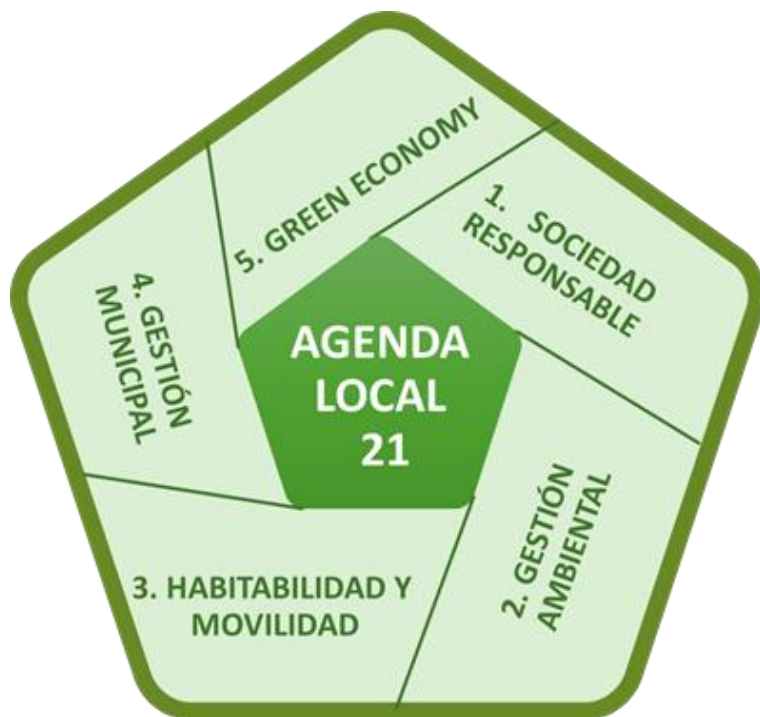 AGENDA
LOCAL
21
1. SOCIEDAD
RESPONSABLE
2. GESTIÓN
AMBIENTAL
3. HABITABILIDAD Y
MOVILIDAD
4. GESTIÓN
MUNICIPAL
5. GREEN ECONOMY